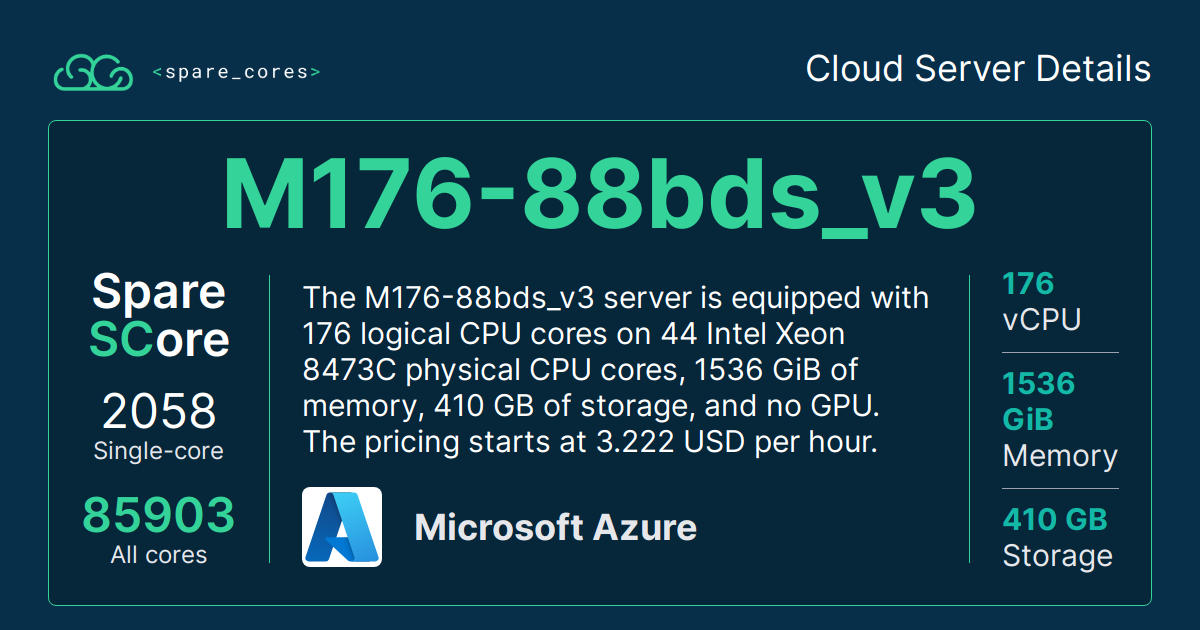 <spare_cores>
Cloud Server Details
M176-88bds_v3
Spare
SCore
2058
Single-core
85903
All cores
The M176-88bds_v3 server is equipped with
176 logical CPU cores on 44 Intel Xeon
8473C physical CPU cores, 1536 GiB of
memory, 410 GB of storage, and no GPU.
The pricing starts at 3.222 USD per hour.
Microsoft Azure
176
vCPU
1536
GiB
Memory
410 GB
Storage